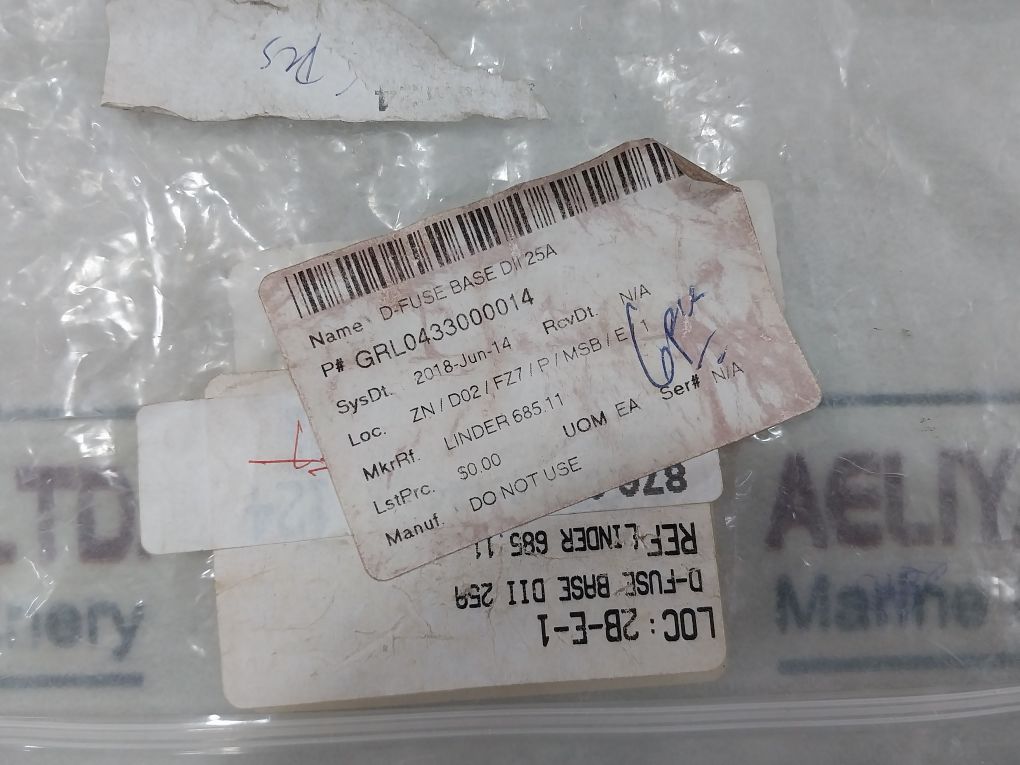 Pcs
Name D-FUSE BASE DII 25A
P# GRL0433000014
SysDt. 2018-Jun-14 RcvDt. N/A
Loc. ZN / D02 / FZ7 / P / MSB / E 1
MkrRf. LINDER 685.11 UOM EA Ser# N/A
LstPrc. $0.00
Manuf. DO NOT USE
LOC: 2B-E-1
D-FUSE BASE DII 25A
REF LINDER 685.11
LTD
nery
AELIY
Marine